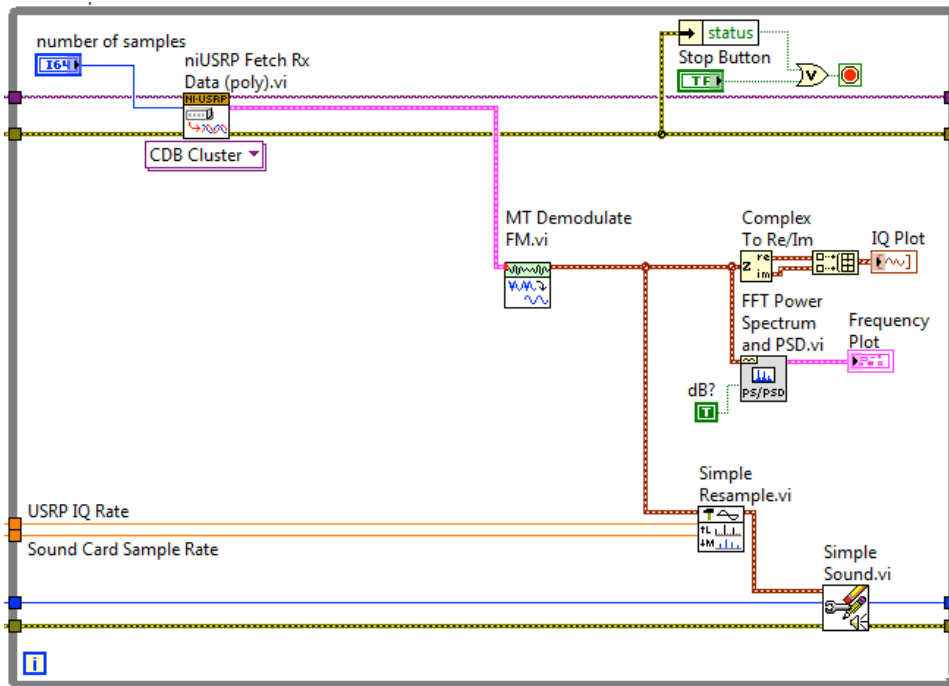 number of samples
I64
niUSRP Fetch Rx
Data (poly).vi
NI-USRP
CDB Cluster
status
Stop Button
TF
V
MT Demodulate
FM.vi
Complex
To Re/Im
z
re
im
IQ Plot
FFT Power
Spectrum
and PSD.vi
PS/PSD
Frequency
Plot
dB?
T
Simple
Resample.vi
↑L
↓M
USRP IQ Rate
Sound Card Sample Rate
Simple
Sound.vi
i